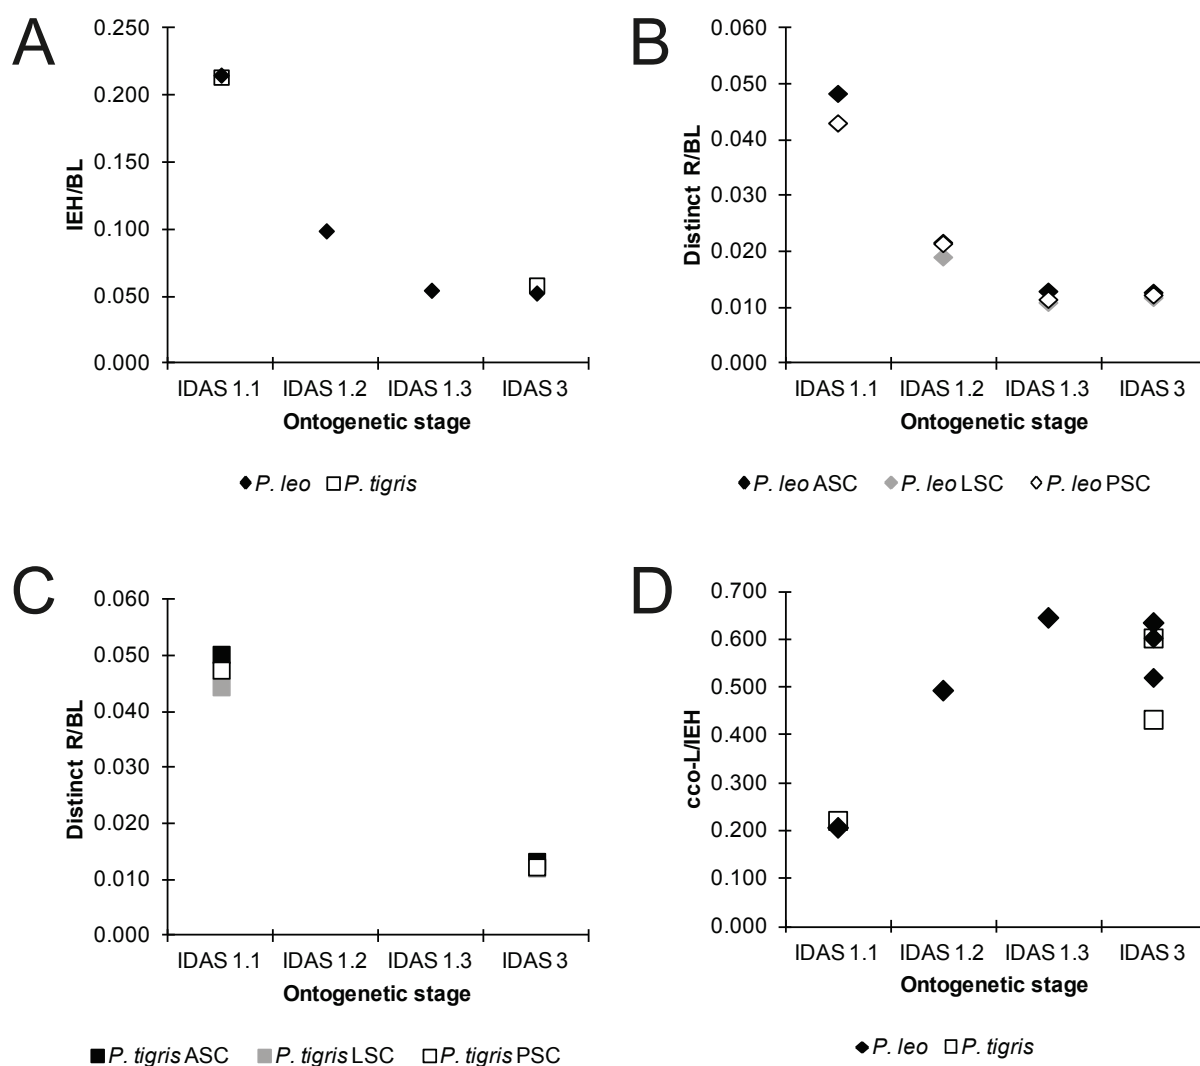 A
0.250
0.200
0.150
0.100
0.050
0.000
IEH/BL
IDAS 1.1 IDAS 1.2 IDAS 1.3 IDAS 3
Ontogenetic stage
P. leo P. tigris
B
0.060
0.050
0.040
0.030
0.020
0.010
0.000
Distinct R/BL
IDAS 1.1 IDAS 1.2 IDAS 1.3 IDAS 3
Ontogenetic stage
P. leo ASC P. leo LSC P. leo PSC
C
0.060
0.050
0.040
0.030
0.020
0.010
0.000
Distinct R/BL
IDAS 1.1 IDAS 1.2 IDAS 1.3 IDAS 3
Ontogenetic stage
P. tigris ASC P. tigris LSC P. tigris PSC
D
0.700
0.600
0.500
0.400
0.300
0.200
0.100
0.000
cco-L/IEH
IDAS 1.1 IDAS 1.2 IDAS 1.3 IDAS 3
Ontogenetic stage
P. leo P. tigris